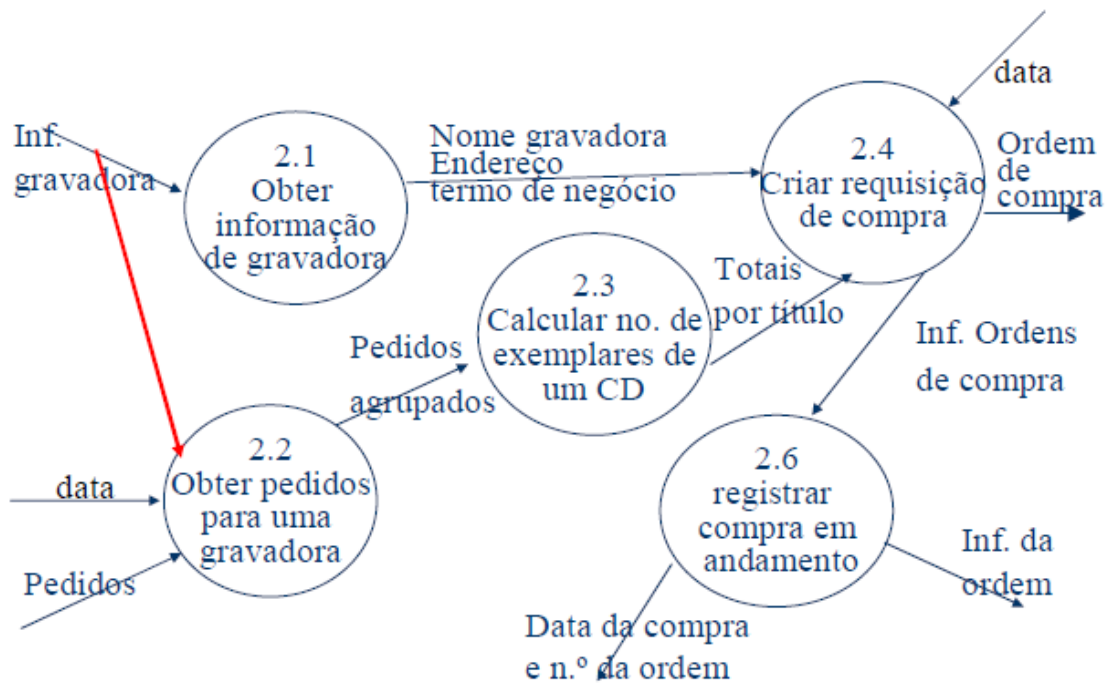 Inf.
gravadora
2.1
Obter
informação
de gravadora
Nome gravadora
Endereço
termo de negócio
data
2.4
Criar requisição
de compra
Ordem
de
compra
2.3
Calcular no. de
exemplares de
um CD
Totais
por título
Pedidos
agrupados
Inf. Ordens
de compra
2.2
Obter pedidos
para uma
gravadora
data
Pedidos
2.6
registrar
compra em
andamento
Inf. da
ordem
Data da compra
e n.º da ordem